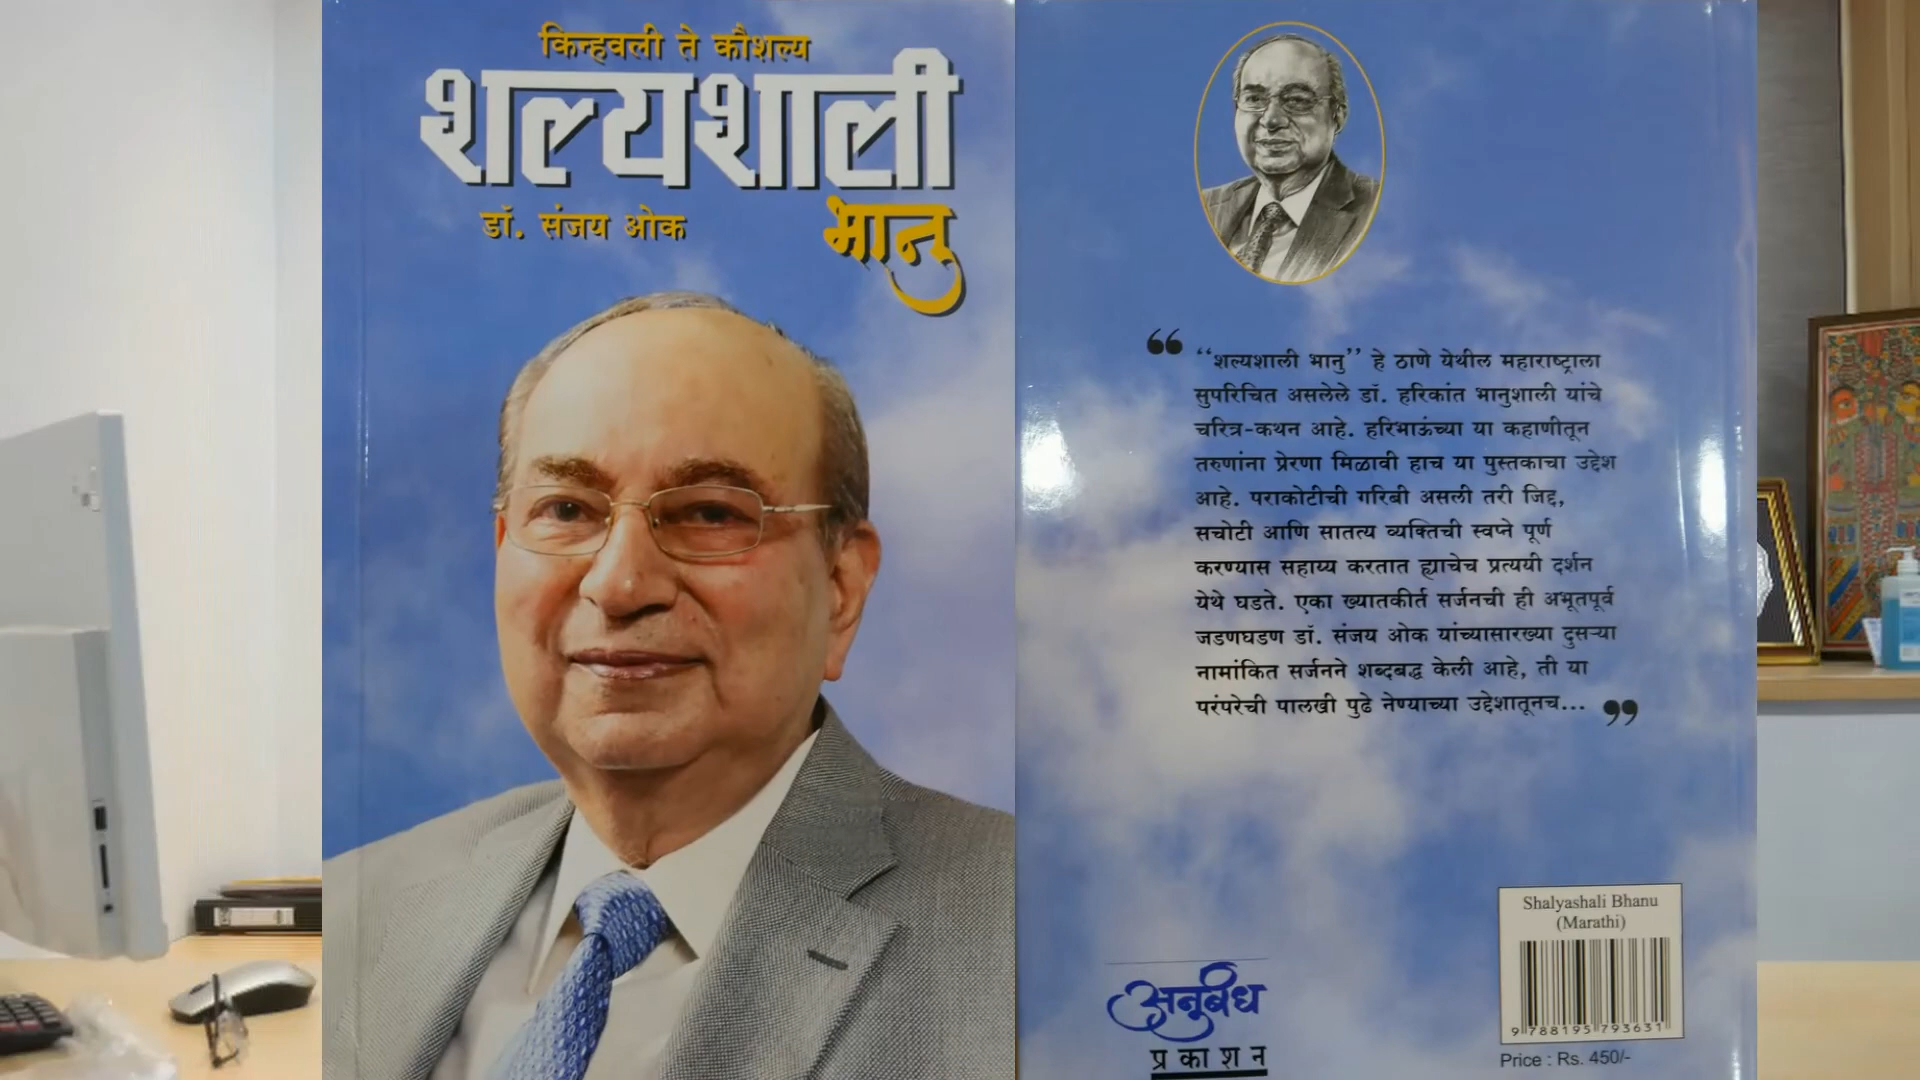 किन्हवली ते कौशल्य
शल्यशाली
डॉ. संजय ओक
भानु
“शल्यशाली भानु” हे ठाणे येथील महाराष्ट्राला
सुपरिचित असलेले डॉ. हरिकांत भानुशाली यांचे
चरित्र-कथन आहे. हरिभाऊंच्या या कहाणीतून
तरुणांना प्रेरणा मिळावी हाच या पुस्तकाचा उद्देश
आहे. पराकोटीची गरिबी असली तरी जिद्द,
सचोटी आणि सातत्य व्यक्तिची स्वप्ने पूर्ण
करण्यास सहाय्य करतात ह्याचेच प्रत्ययी दर्शन
येथे घडते. एका ख्यातकीर्त सर्जनची ही अभूतपूर्व
जडणघडण डॉ. संजय ओक यांच्यासारख्या दुसऱ्या
नामांकित सर्जनने शब्दबद्ध केली आहे, ती या
परंपरेची पालखी पुढे नेण्याच्या उद्देशातूनच...
अनुबंध
प्रकाशन
Shalyashali Bhanu
(Marathi)
9 788195 793631
Price : Rs. 450/-